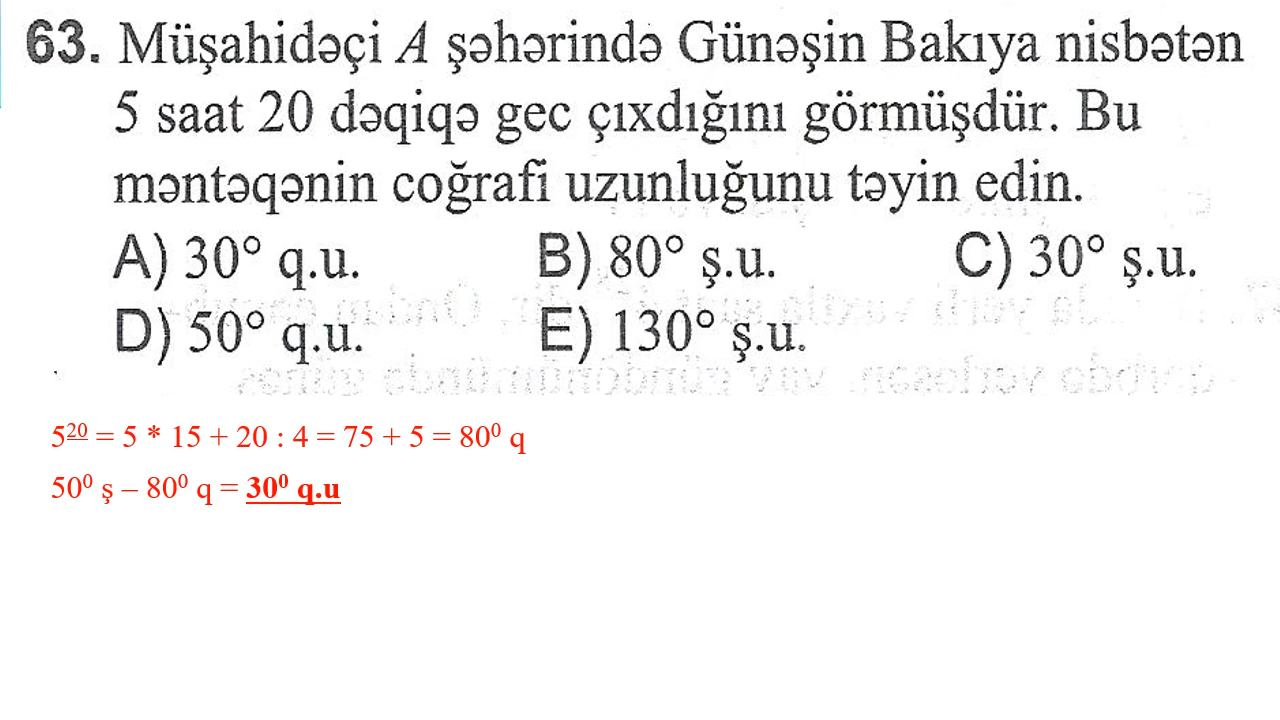 63. Müşahidəçi A şəhərində Günəşin Bakıya nisbətən
5 saat 20 dəqiqə gec çıxdığını görmüşdür. Bu
məntəqənin coğrafi uzunluğunu təyin edin.
A) 30° q.u. B) 80° ş.u. C) 30° ş.u.
D) 50° q.u. E) 130° ş.u.
5²⁰ = 5 * 15 + 20 : 4 = 75 + 5 = 80⁰ q
50⁰ ş – 80⁰ q = 30⁰ q.u